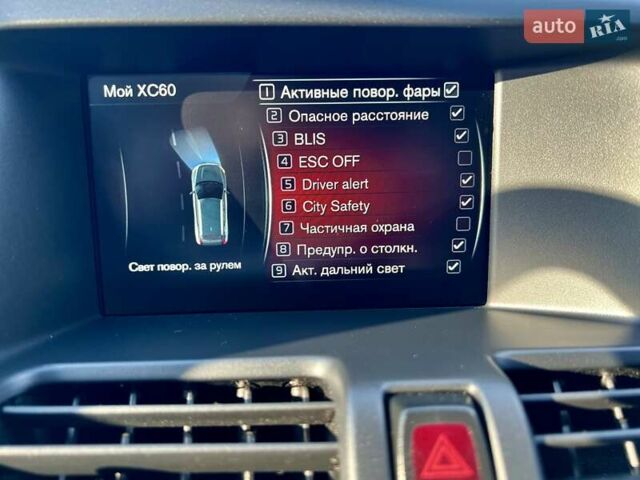 auto RIA
.com
Мой XC60
1 Активные повор. фары
2 Опасное расстояние
3 BLIS
4 ESC OFF
5 Driver alert
6 City Safety
7 Частичная охрана
8 Предупр. о столкн.
9 Акт. дальний свет
Свет повор. за рулем